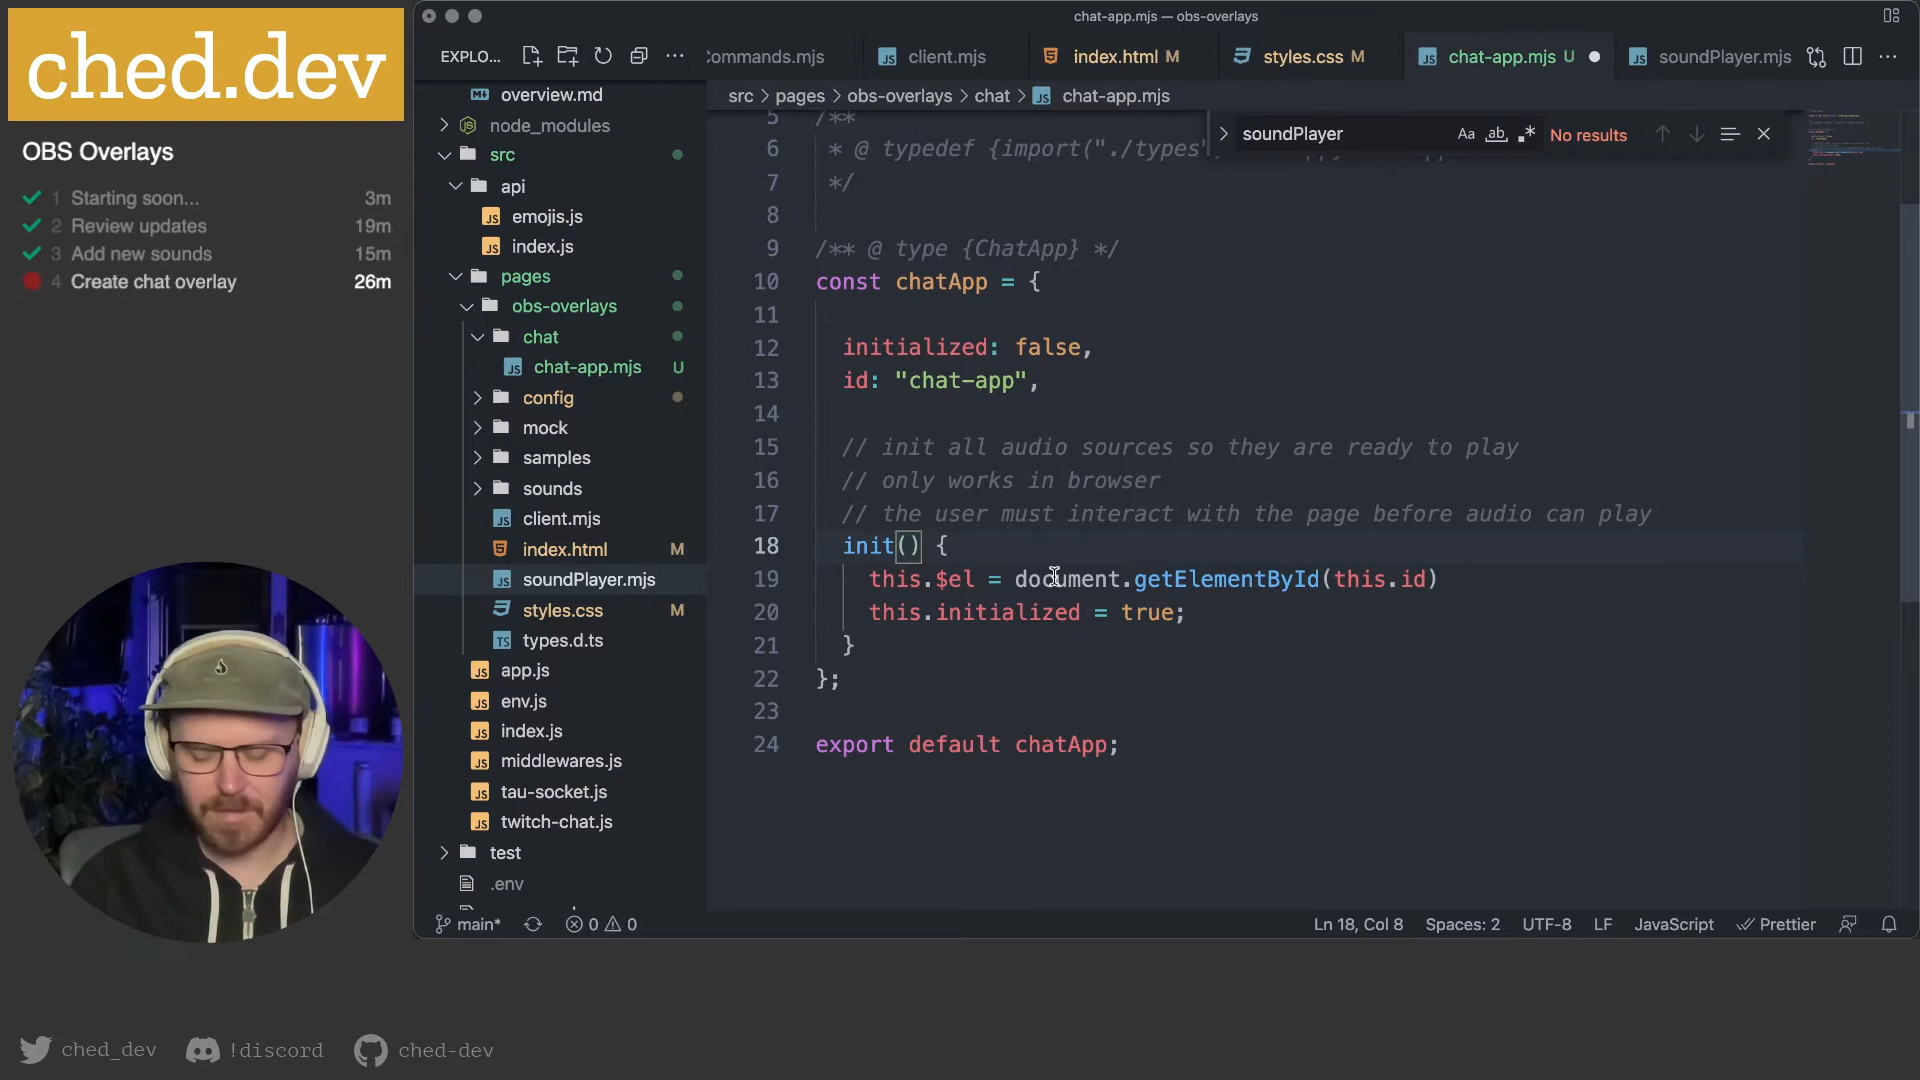 ched.dev
OBS Overlays
1 Starting soon... 3m
2 Review updates 19m
3 Add new sounds 15m
4 Create chat overlay 26m
chat-app.mjs — obs-overlays
EXPLO...
Commands.mjs
client.mjs
index.html M
styles.css M
chat-app.mjs U
soundPlayer.mjs
src > pages > obs-overlays > chat > chat-app.mjs
soundPlayer
Aa ab .*
No results
overview.md
node_modules
src
api
emojis.js
index.js
pages
obs-overlays
chat
chat-app.mjs U
config
mock
samples
sounds
client.mjs
index.html M
soundPlayer.mjs
styles.css M
types.d.ts
app.js
env.js
index.js
middlewares.js
tau-socket.js
twitch-chat.js
test
.env
5 /**
6 * @ typedef {import("./types"
7 */
8
9 /** @ type {ChatApp} */
10 const chatApp = {
11
12 initialized: false,
13 id: "chat-app",
14
15 // init all audio sources so they are ready to play
16 // only works in browser
17 // the user must interact with the page before audio can play
18 init() {
19 this.$el = document.getElementById(this.id)
20 this.initialized = true;
21 }
22 };
23
24 export default chatApp;
main*
0 0
Ln 18, Col 8
Spaces: 2
UTF-8
LF
JavaScript
Prettier
ched_dev
!discord
ched-dev